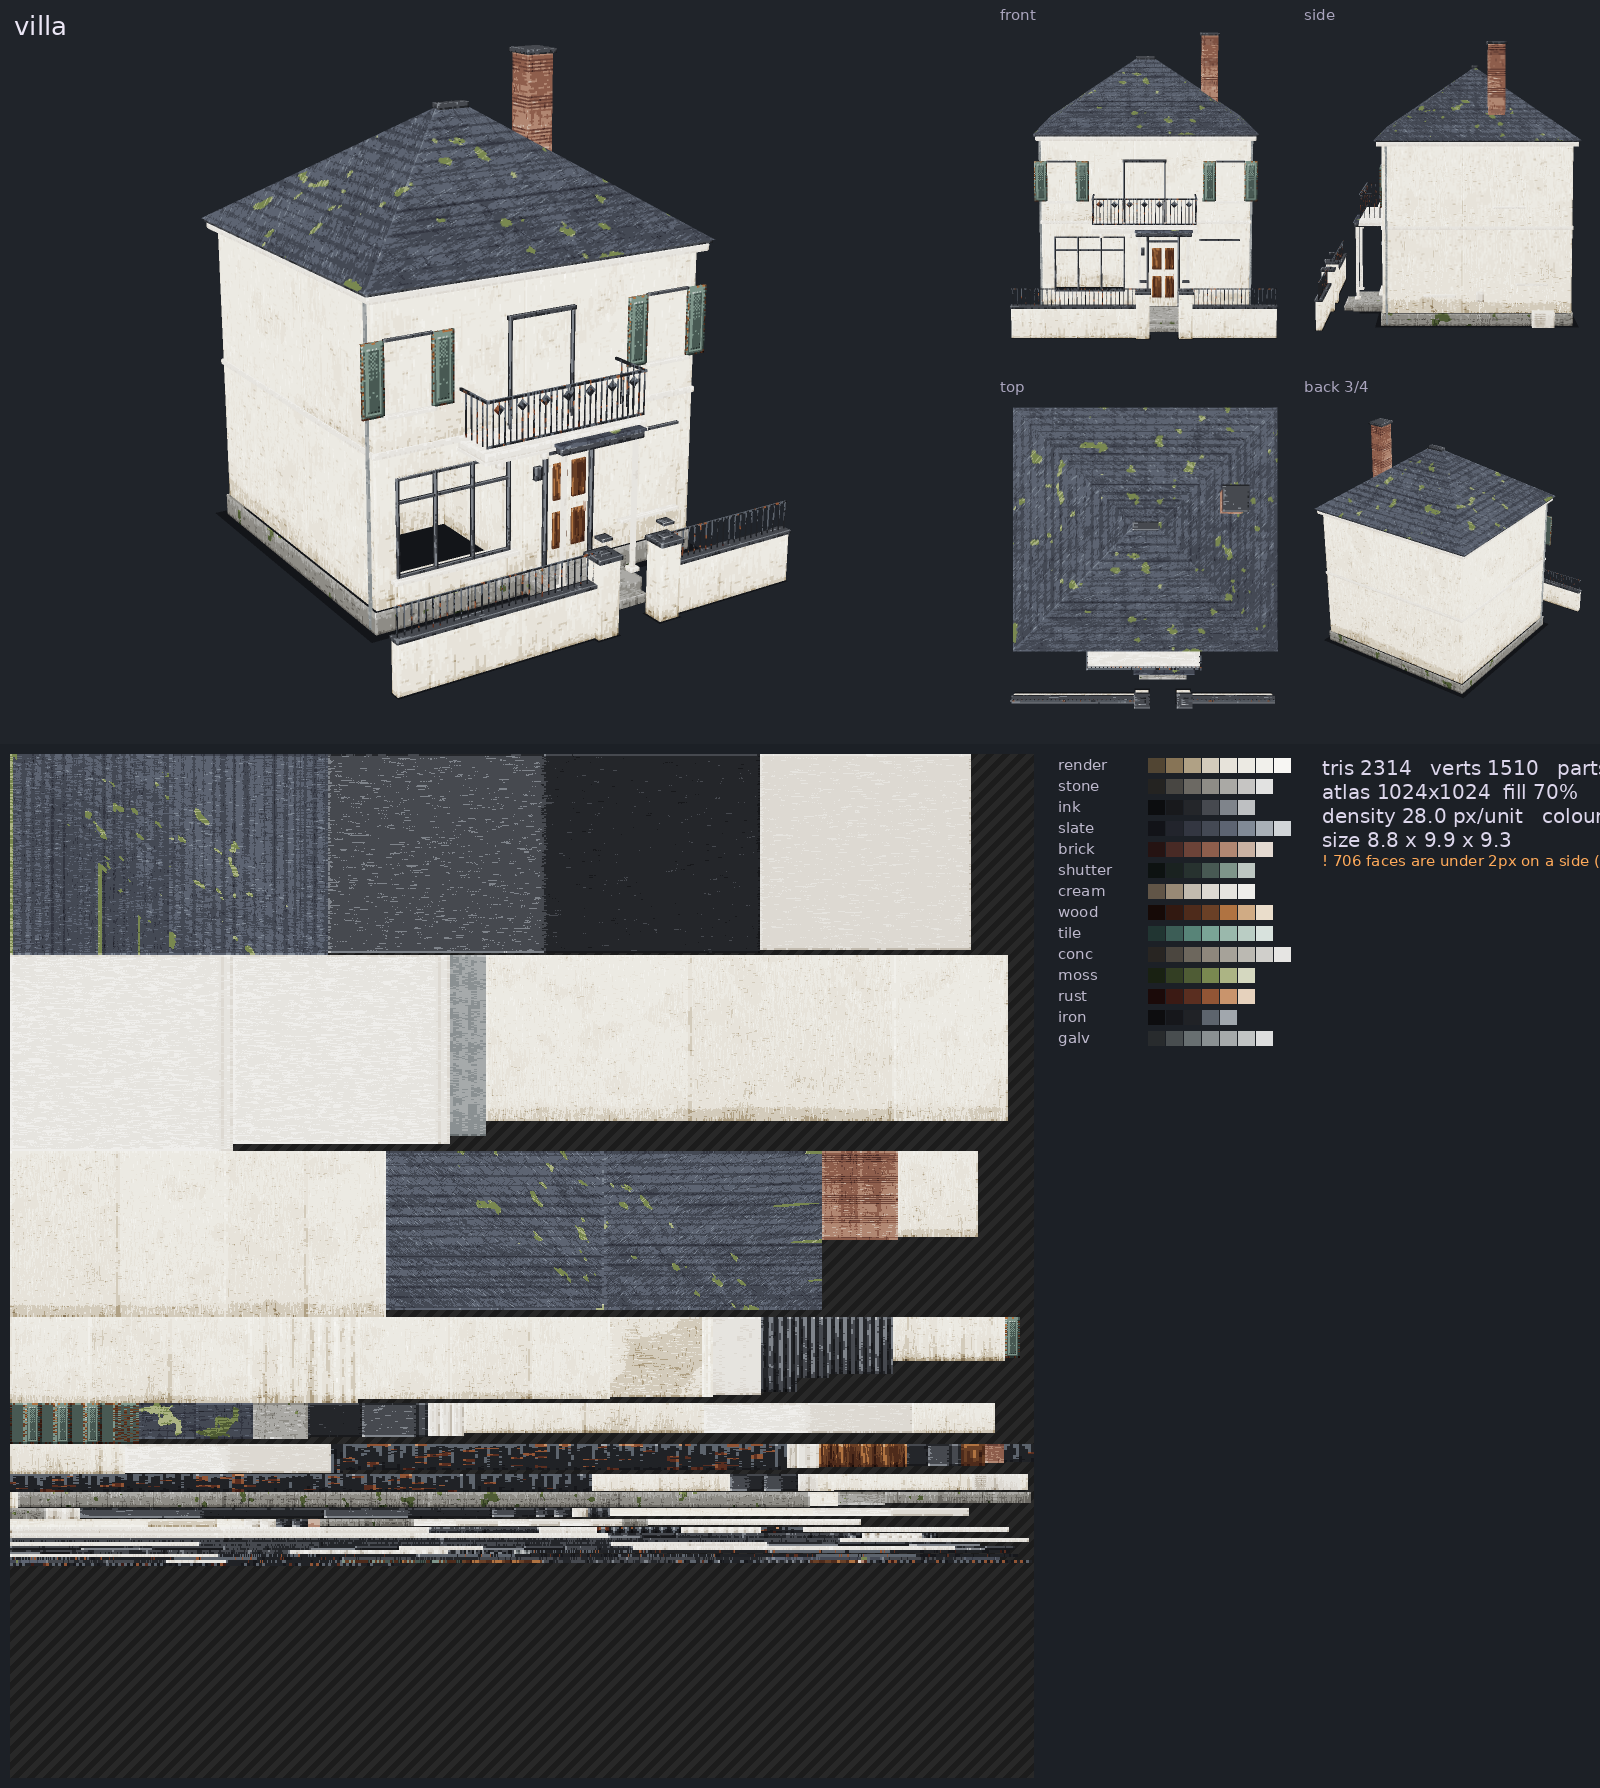 villa
front
side
top
back 3/4
render
stone
ink
slate
brick
shutter
cream
wood
tile
conc
moss
rust
iron
galv
tris 2314 verts 1510 parts
atlas 1024x1024 fill 70%
density 28.0 px/unit colour
size 8.8 x 9.9 x 9.3
! 706 faces are under 2px on a side (